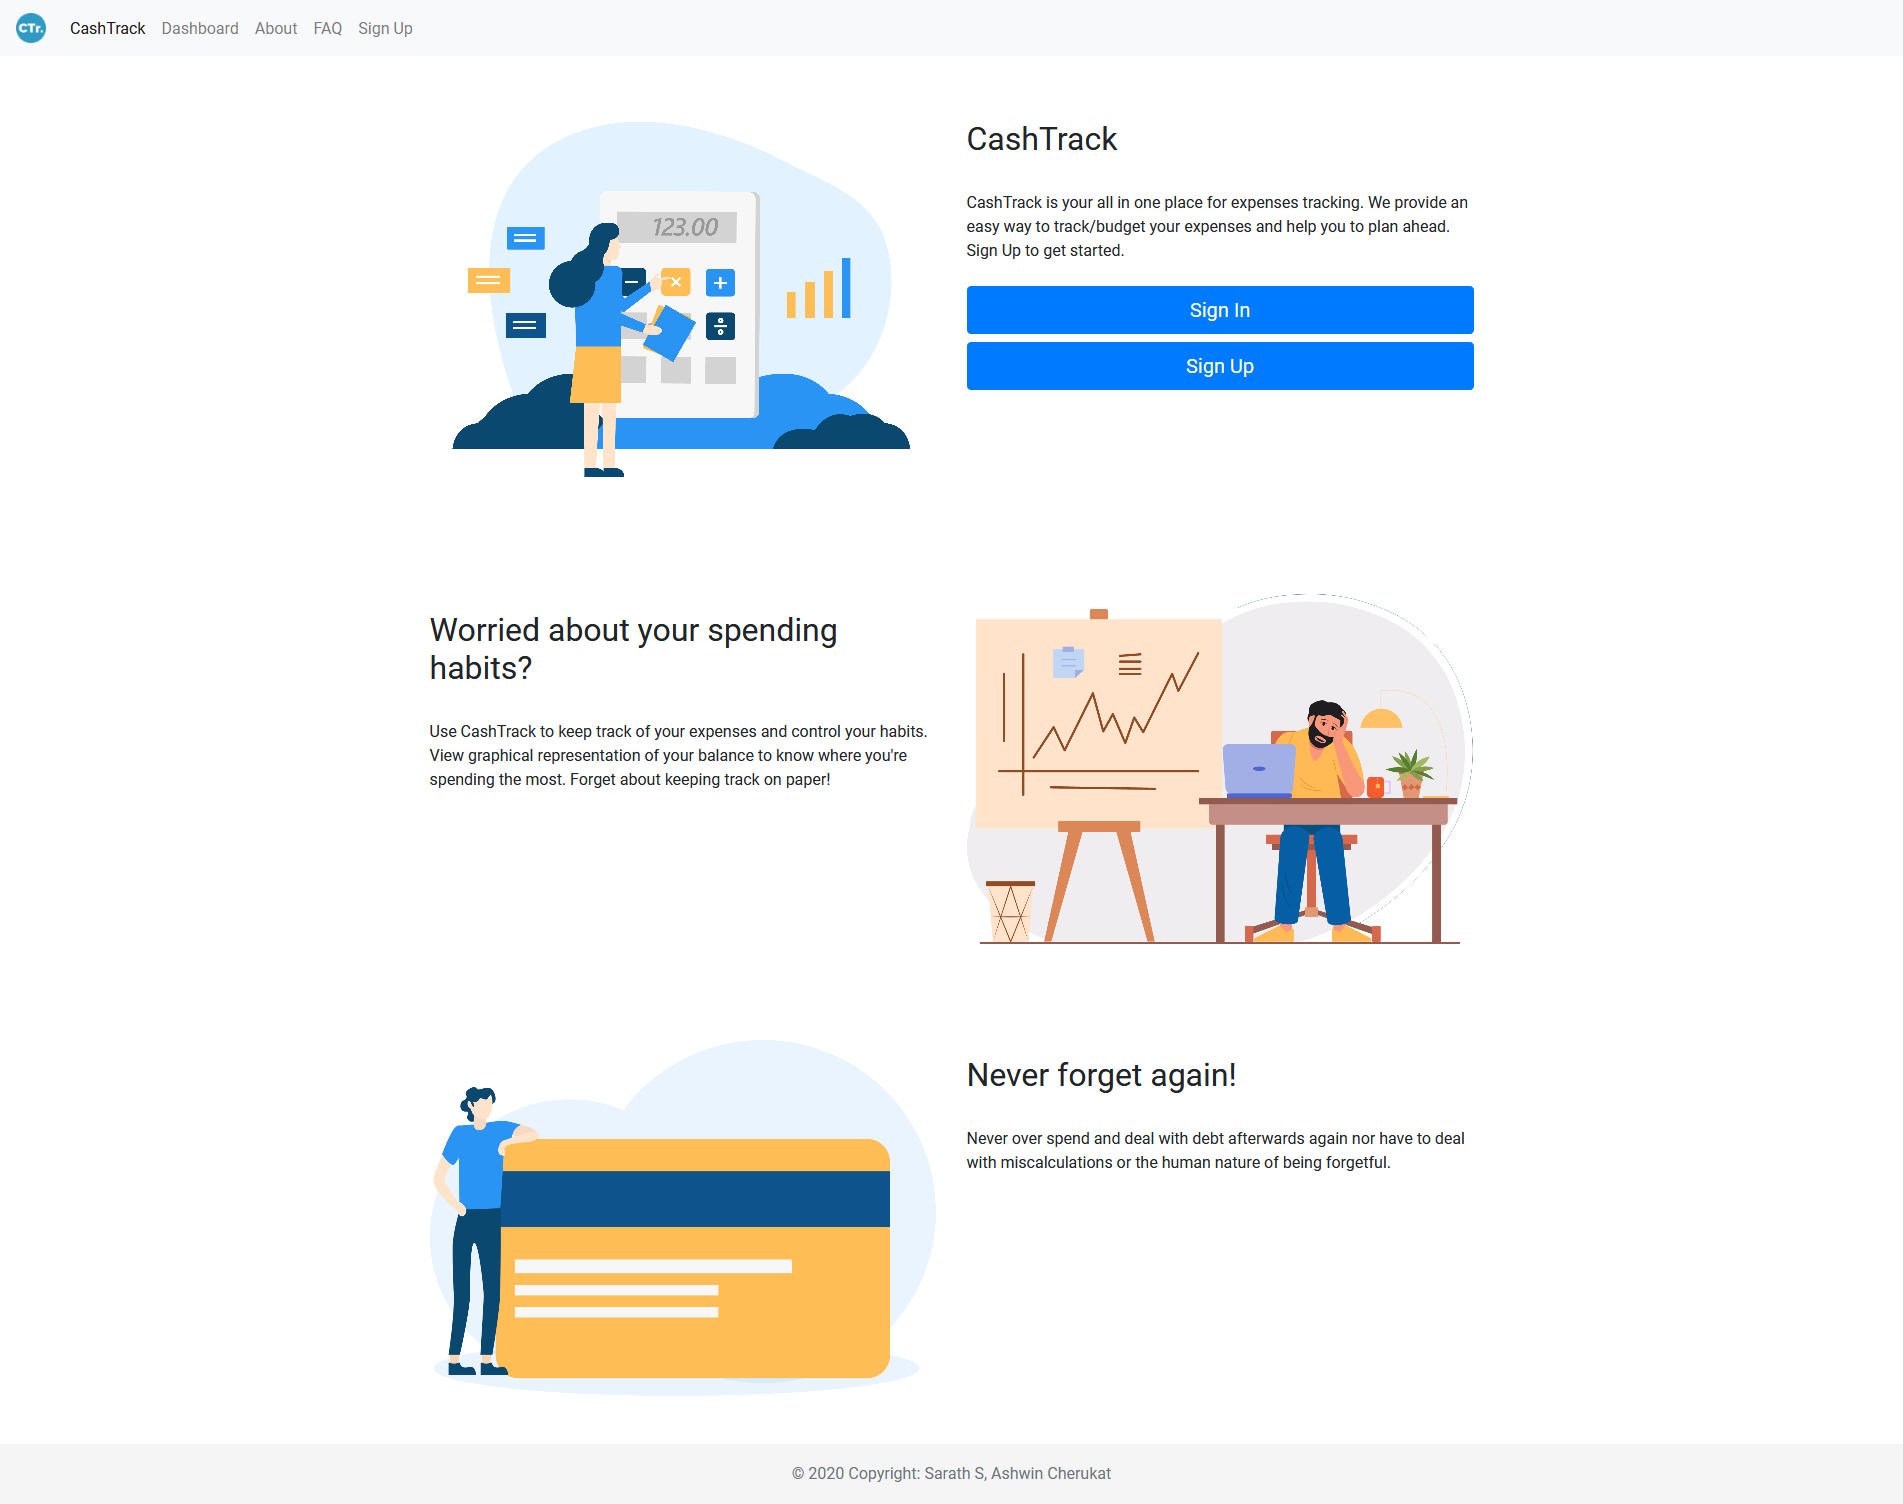 CTr.
CashTrack
Dashboard
About
FAQ
Sign Up
123.00
CashTrack
CashTrack is your all in one place for expenses tracking. We provide an
easy way to track/budget your expenses and help you to plan ahead.
Sign Up to get started.
Sign In
Sign Up
Worried about your spending
habits?
Use CashTrack to keep track of your expenses and control your habits.
View graphical representation of your balance to know where you're
spending the most. Forget about keeping track on paper!
Never forget again!
Never over spend and deal with debt afterwards again nor have to deal
with miscalculations or the human nature of being forgetful.
© 2020 Copyright: Sarath S, Ashwin Cherukat